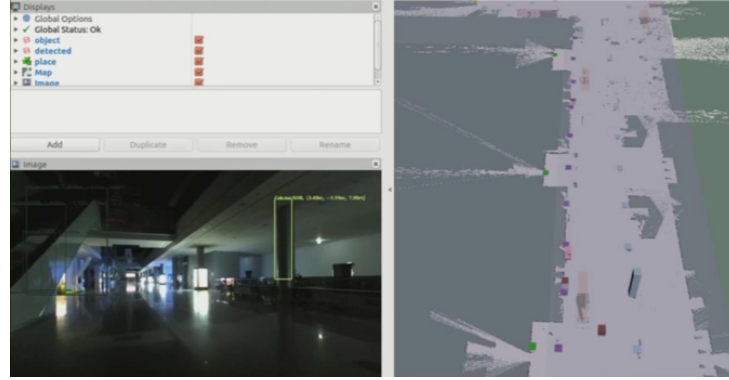 Displays
Global Options
Global Status: Ok
object
detected
place
Map
Image
Add
Duplicate
Remove
Rename
Image